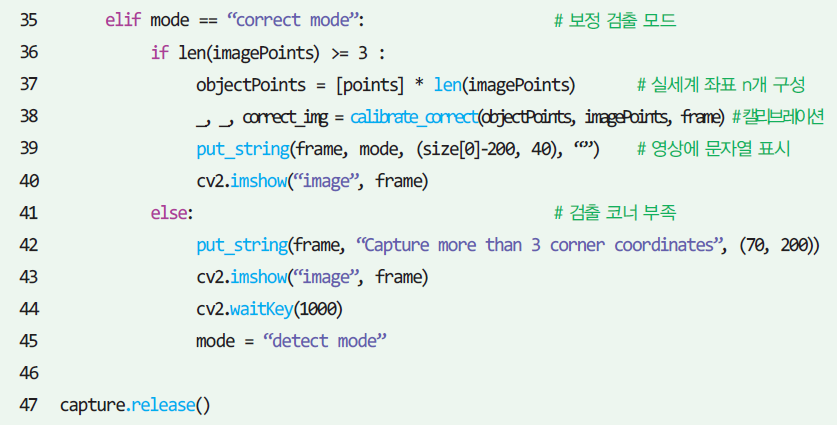 35 elif mode == “correct mode”: # 보정 검출 모드
36 if len(imagePoints) >= 3 :
37 objectPoints = [points] * len(imagePoints) # 실세계 좌표 n개 구성
38 _, _, correct_img = calibrate_correct(objectPoints, imagePoints, frame) # 캘리브레이션
39 put_string(frame, mode, (size[0]-200, 40), “”) # 영상에 문자열 표시
40 cv2.imshow(“image”, frame)
41 else: # 검출 코너 부족
42 put_string(frame, “Capture more than 3 corner coordinates”, (70, 200))
43 cv2.imshow(“image”, frame)
44 cv2.waitKey(1000)
45 mode = “detect mode”
46
47 capture.release()